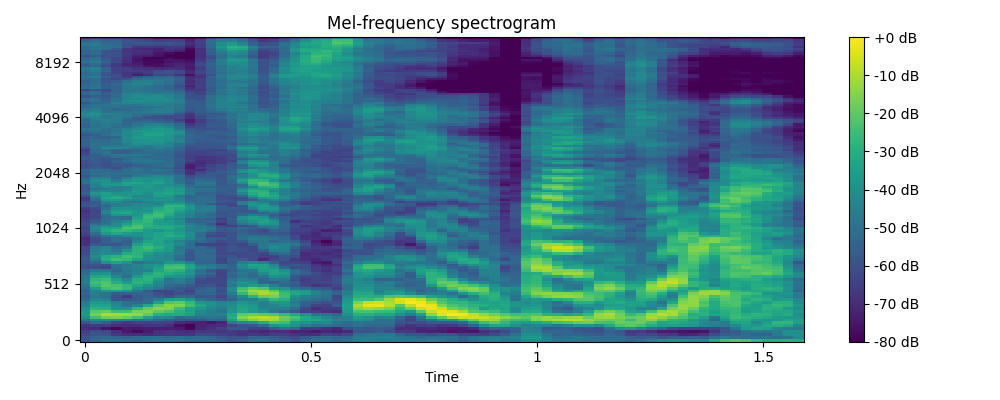 Mel-frequency spectrogram
8192
4096
2048
1024
512
0
Hz
0
0.5
1
1.5
Time
+0 dB
-10 dB
-20 dB
-30 dB
-40 dB
-50 dB
-60 dB
-70 dB
-80 dB